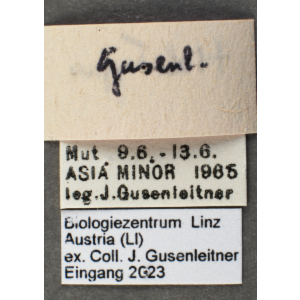 Gusenl.
Mut 9.6.-13.6.
ASIA MINOR 1965
leg.J.Gusenleitner
Biologiezentrum Linz
Austria (LI)
ex. Coll. J. Gusenleitner
Eingang 2023